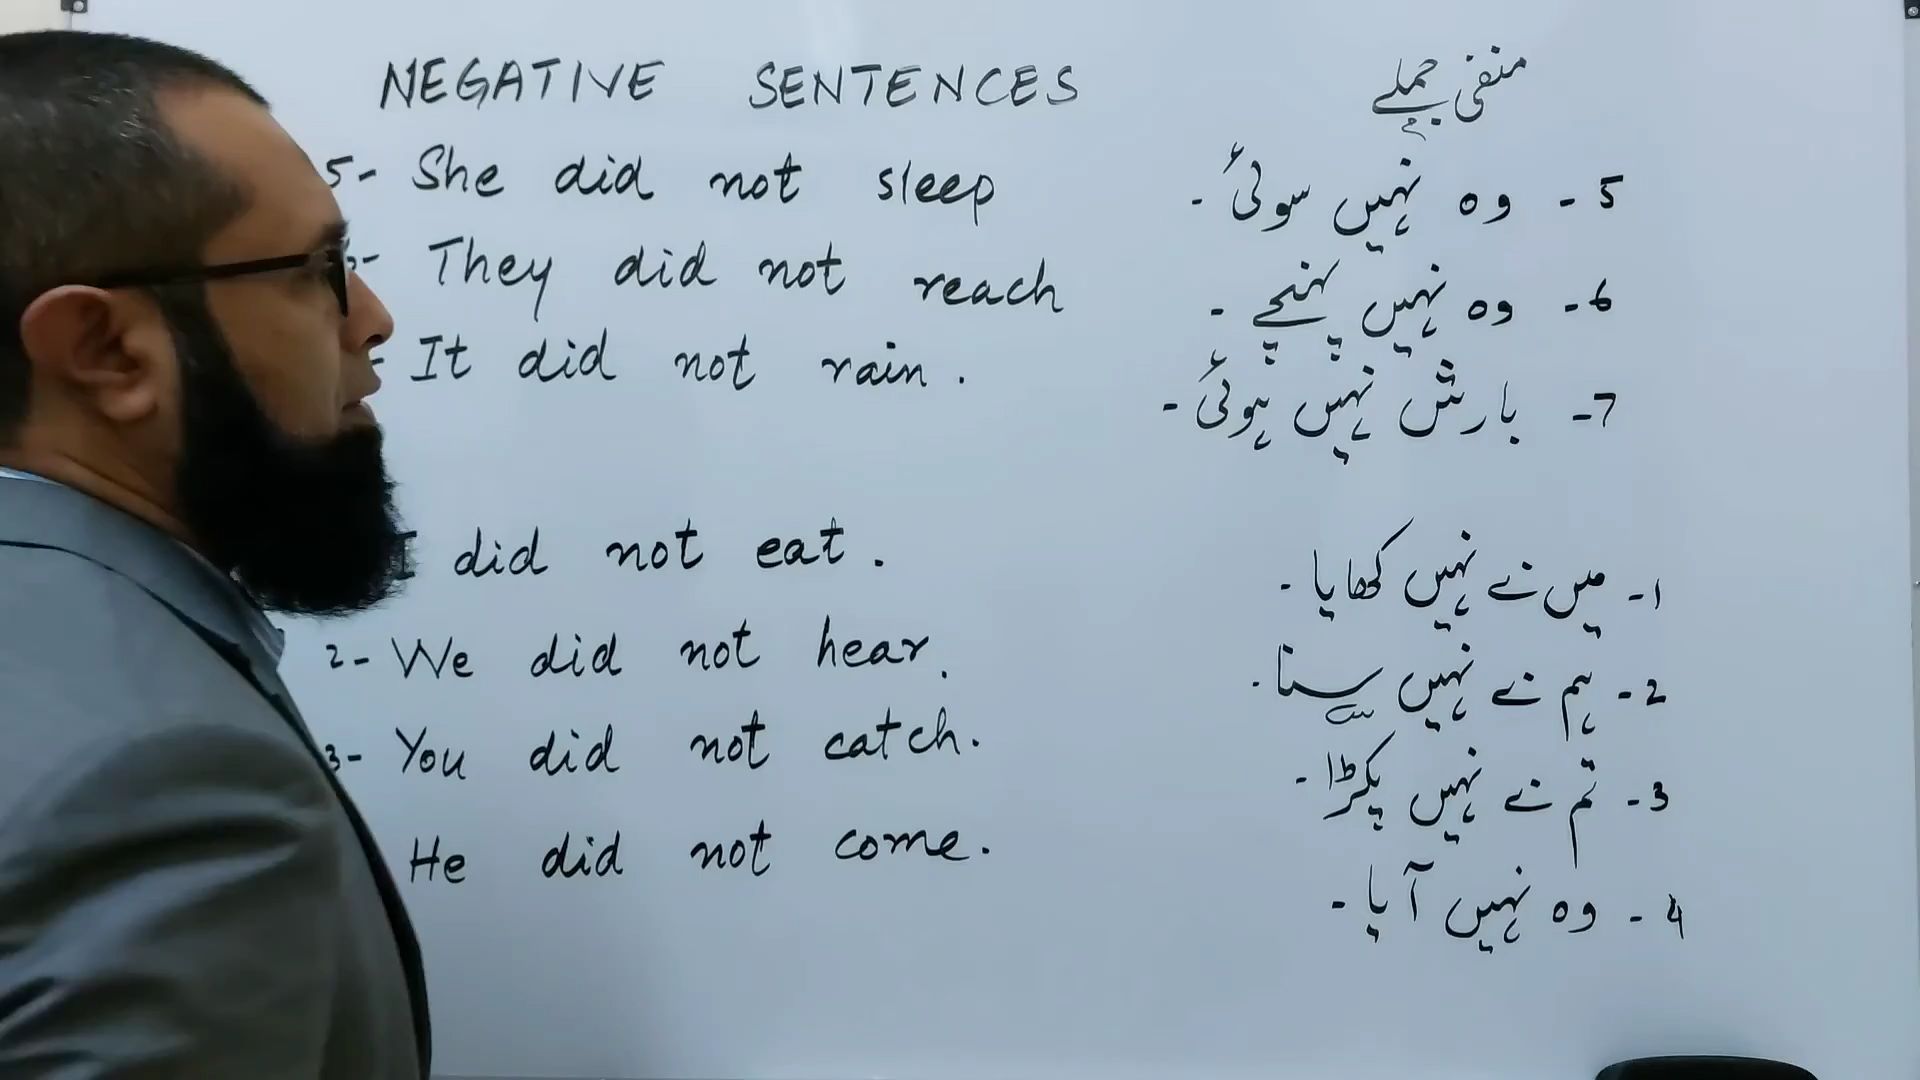 NEGATIVE SENTENCES منفی جملے
5- She did not sleep 5- وہ نہیں سوئی۔
They did not reach 6- وہ نہیں پہنچے۔
It did not rain. 7- بارش نہیں ہوئی۔
I did not eat. 1- میں نے نہیں کھایا۔
2- We did not hear. 2- ہم نے نہیں سنا۔
3- You did not catch. 3- تم نے نہیں پکڑا۔
He did not come. 4- وہ نہیں آیا۔